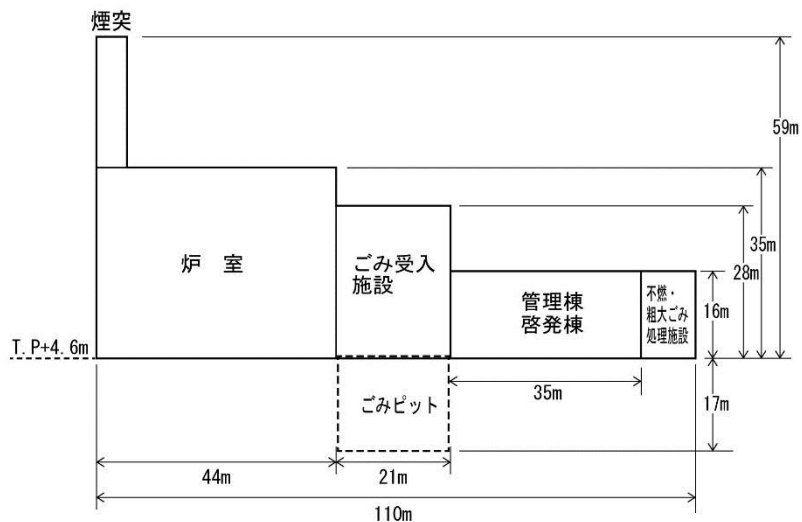 煙突
59m
35m
炉 室
ごみ受入
施設
28m
管理棟
啓発棟
不燃・
粗大ごみ
処理施設
16m
T.P+4.6m
ごみピット
35m
17m
44m
21m
110m